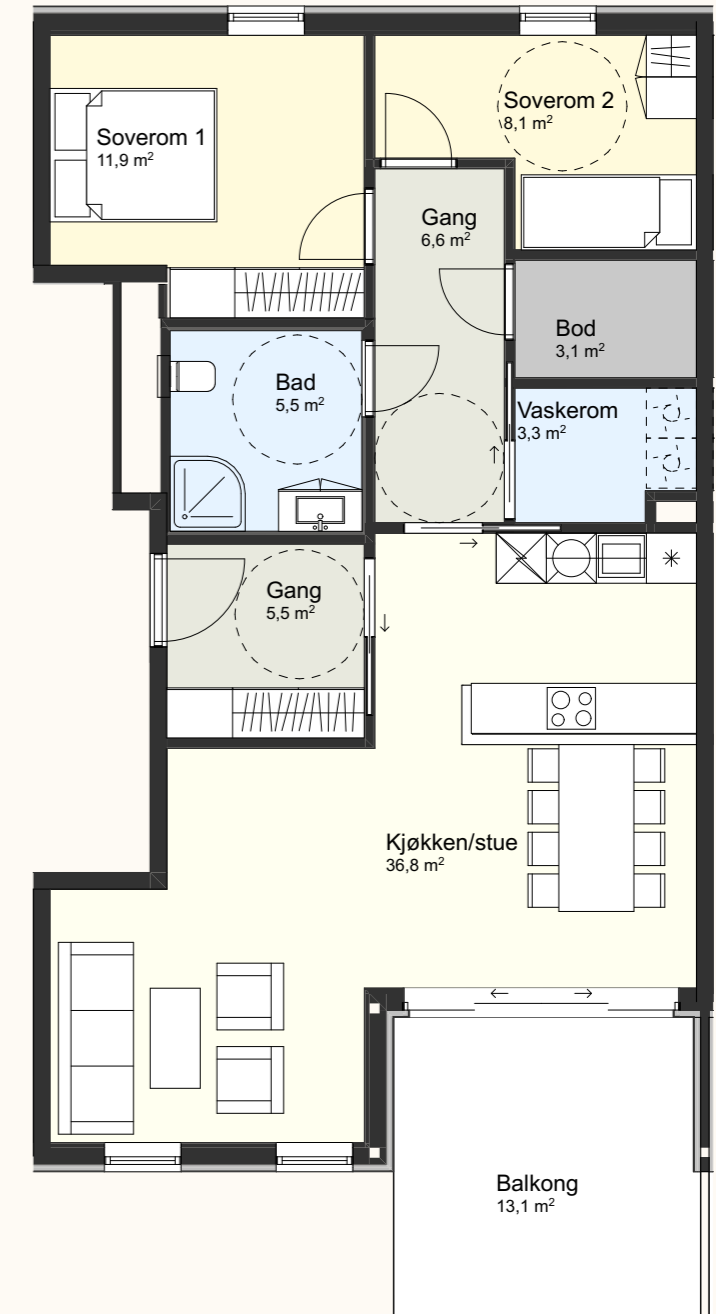 Soverom 1
11,9 m²
Soverom 2
8,1 m²
Gang
6,6 m²
Bod
3,1 m²
Bad
5,5 m²
Vaskerom
3,3 m²
Gang
5,5 m²
Kjøkken/stue
36,8 m²
Balkong
13,1 m²